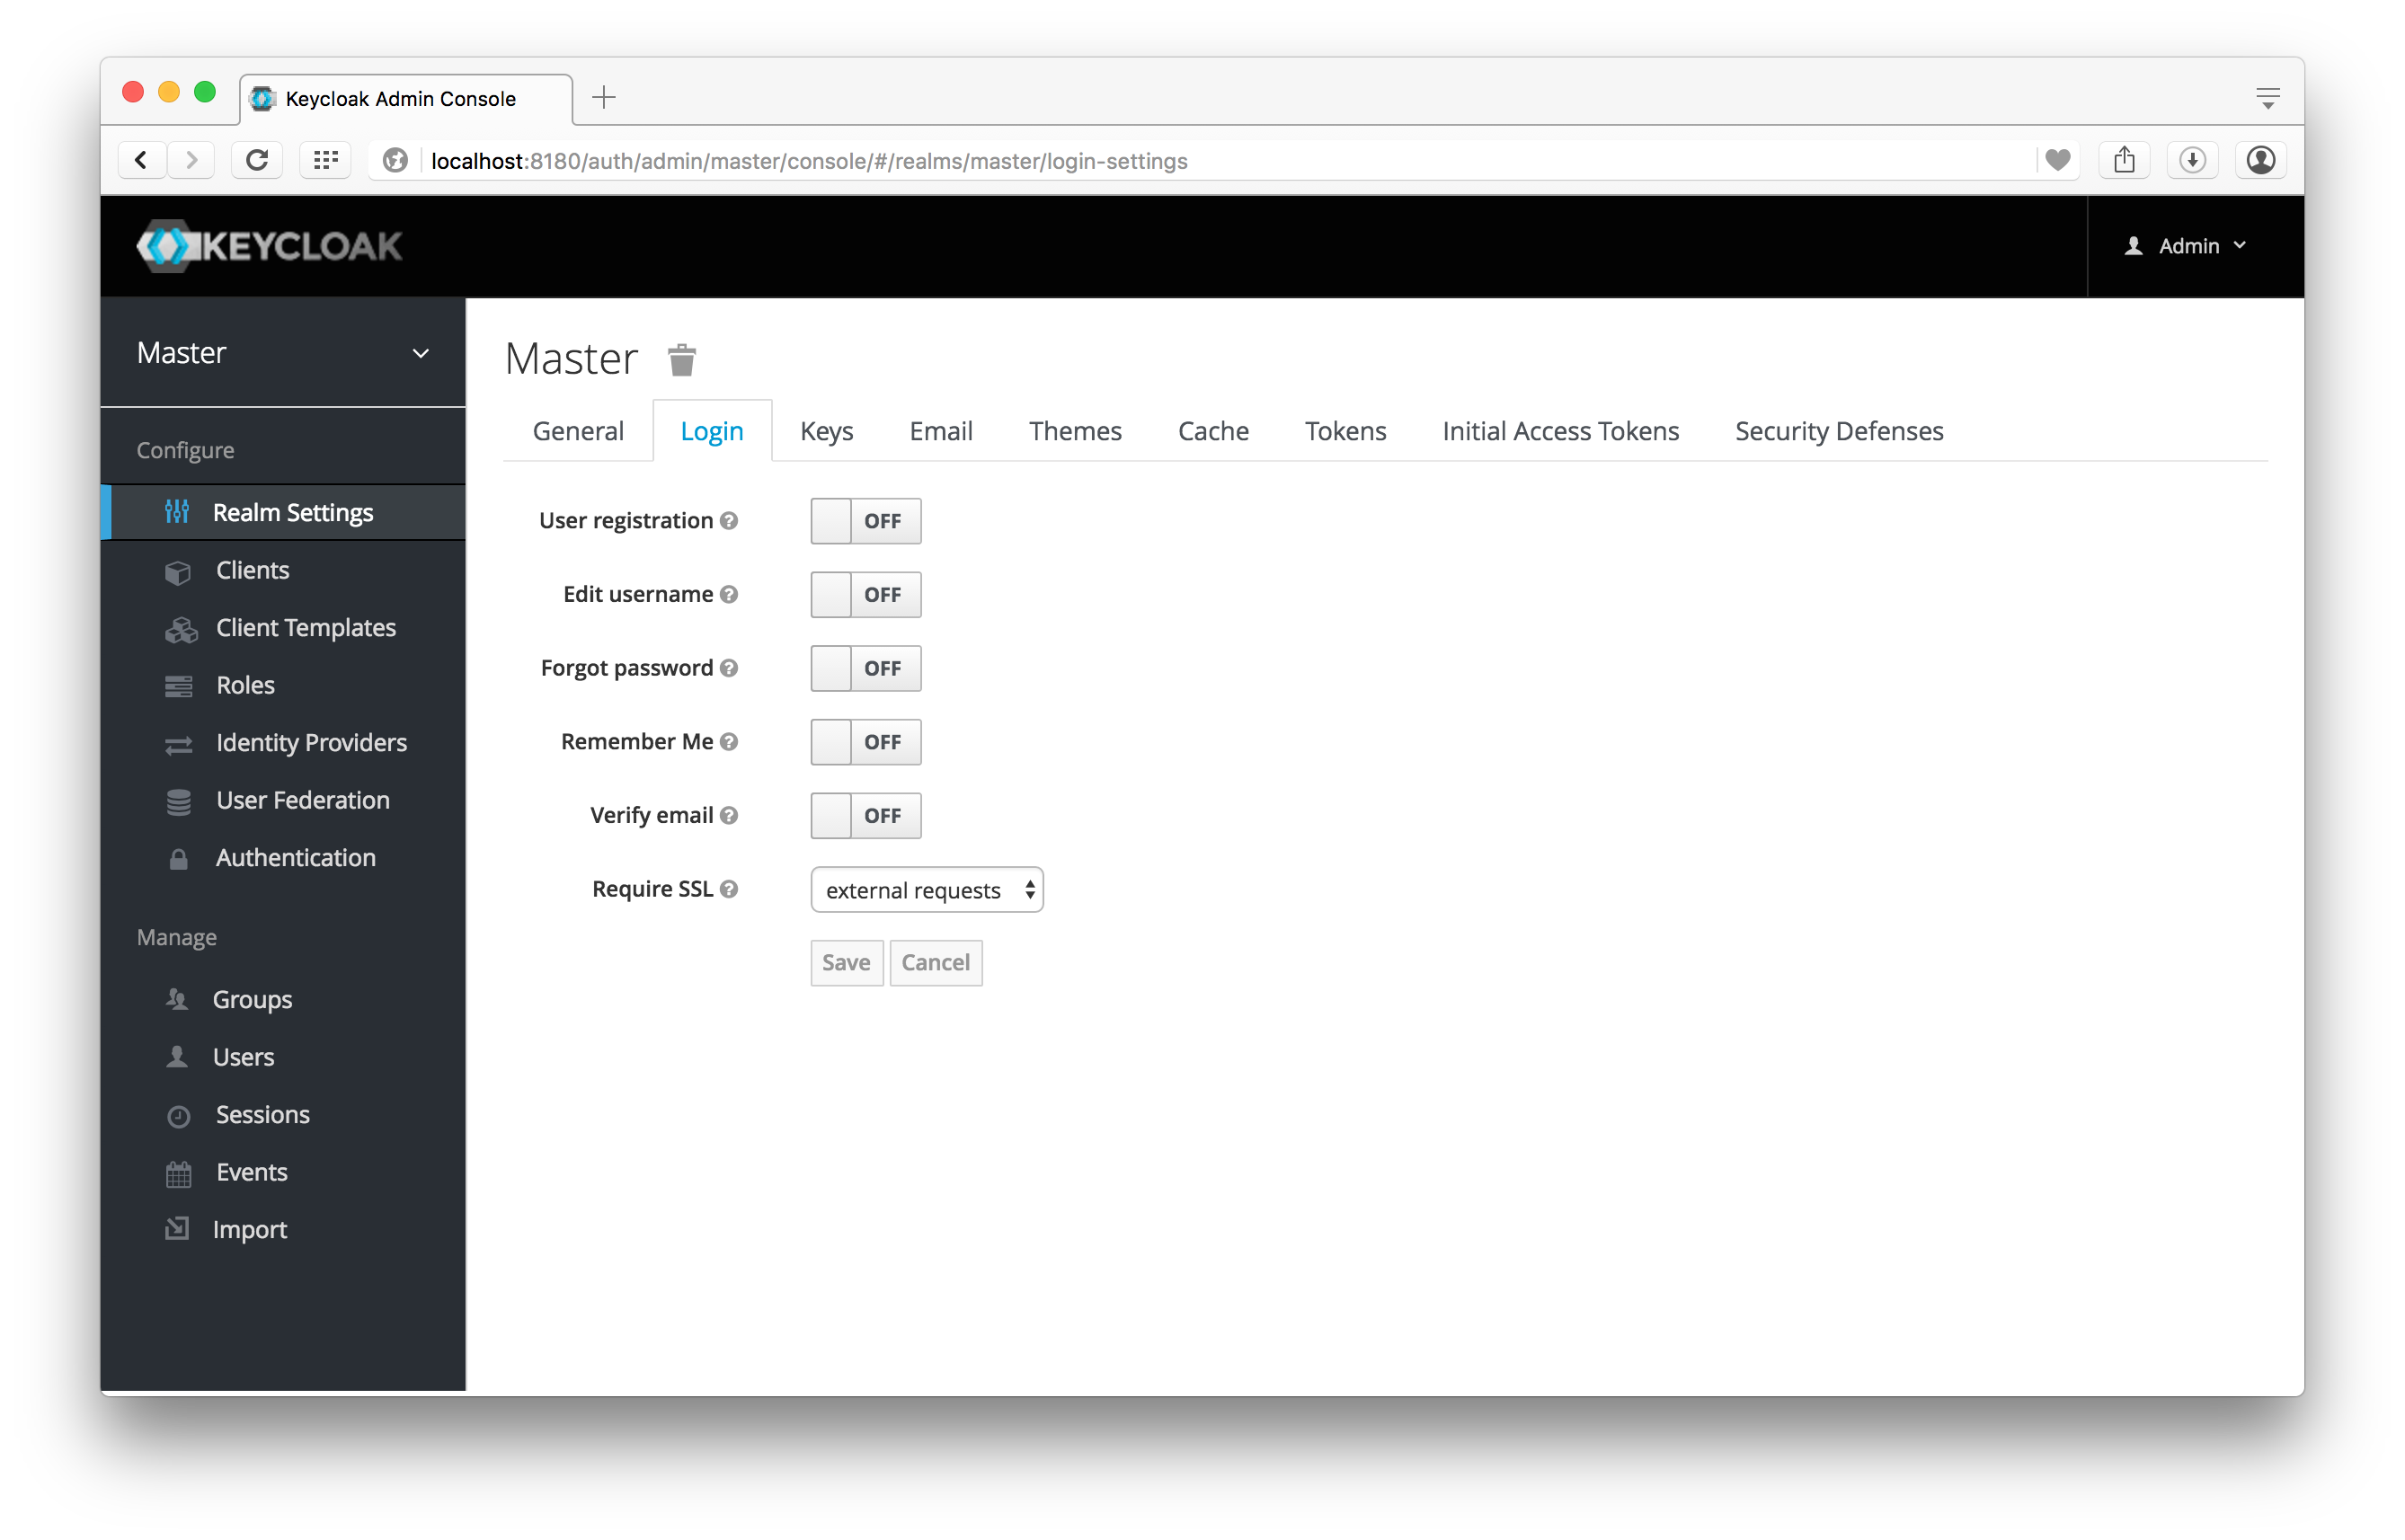 Keycloak Admin Console
localhost:8180/auth/admin/master/console/#/realms/master/login-settings
KEYCLOAK
Admin
Master
Configure
Realm Settings
Clients
Client Templates
Roles
Identity Providers
User Federation
Authentication
Manage
Groups
Users
Sessions
Events
Import
Master
General Login Keys Email Themes Cache Tokens Initial Access Tokens Security Defenses
User registration ? OFF
Edit username ? OFF
Forgot password ? OFF
Remember Me ? OFF
Verify email ? OFF
Require SSL ? external requests
Save Cancel